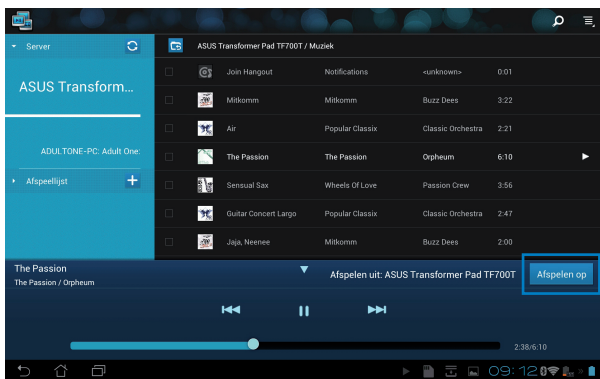 Server
ASUS Transformer Pad TF700T / Muziek
ASUS Transform...
ADULTONE-PC: Adult One:
Afspeellijst
Join Hangout Notifications <unknown> 0:01
Mitkomm Mitkomm Buzz Dees 3:22
Air Popular Classix Classic Orchestra 2:21
The Passion The Passion Orpheum 6:10
Sensual Sax Wheels Of Love Passion Crew 3:56
Guitar Concert Largo Popular Classix Classic Orchestra 2:47
Jaja, Neenee Mitkomm Buzz Dees 2:00
The Passion
The Passion / Orpheum
Afspelen uit: ASUS Transformer Pad TF700T
Afspelen op
2:38/6:10
09:12